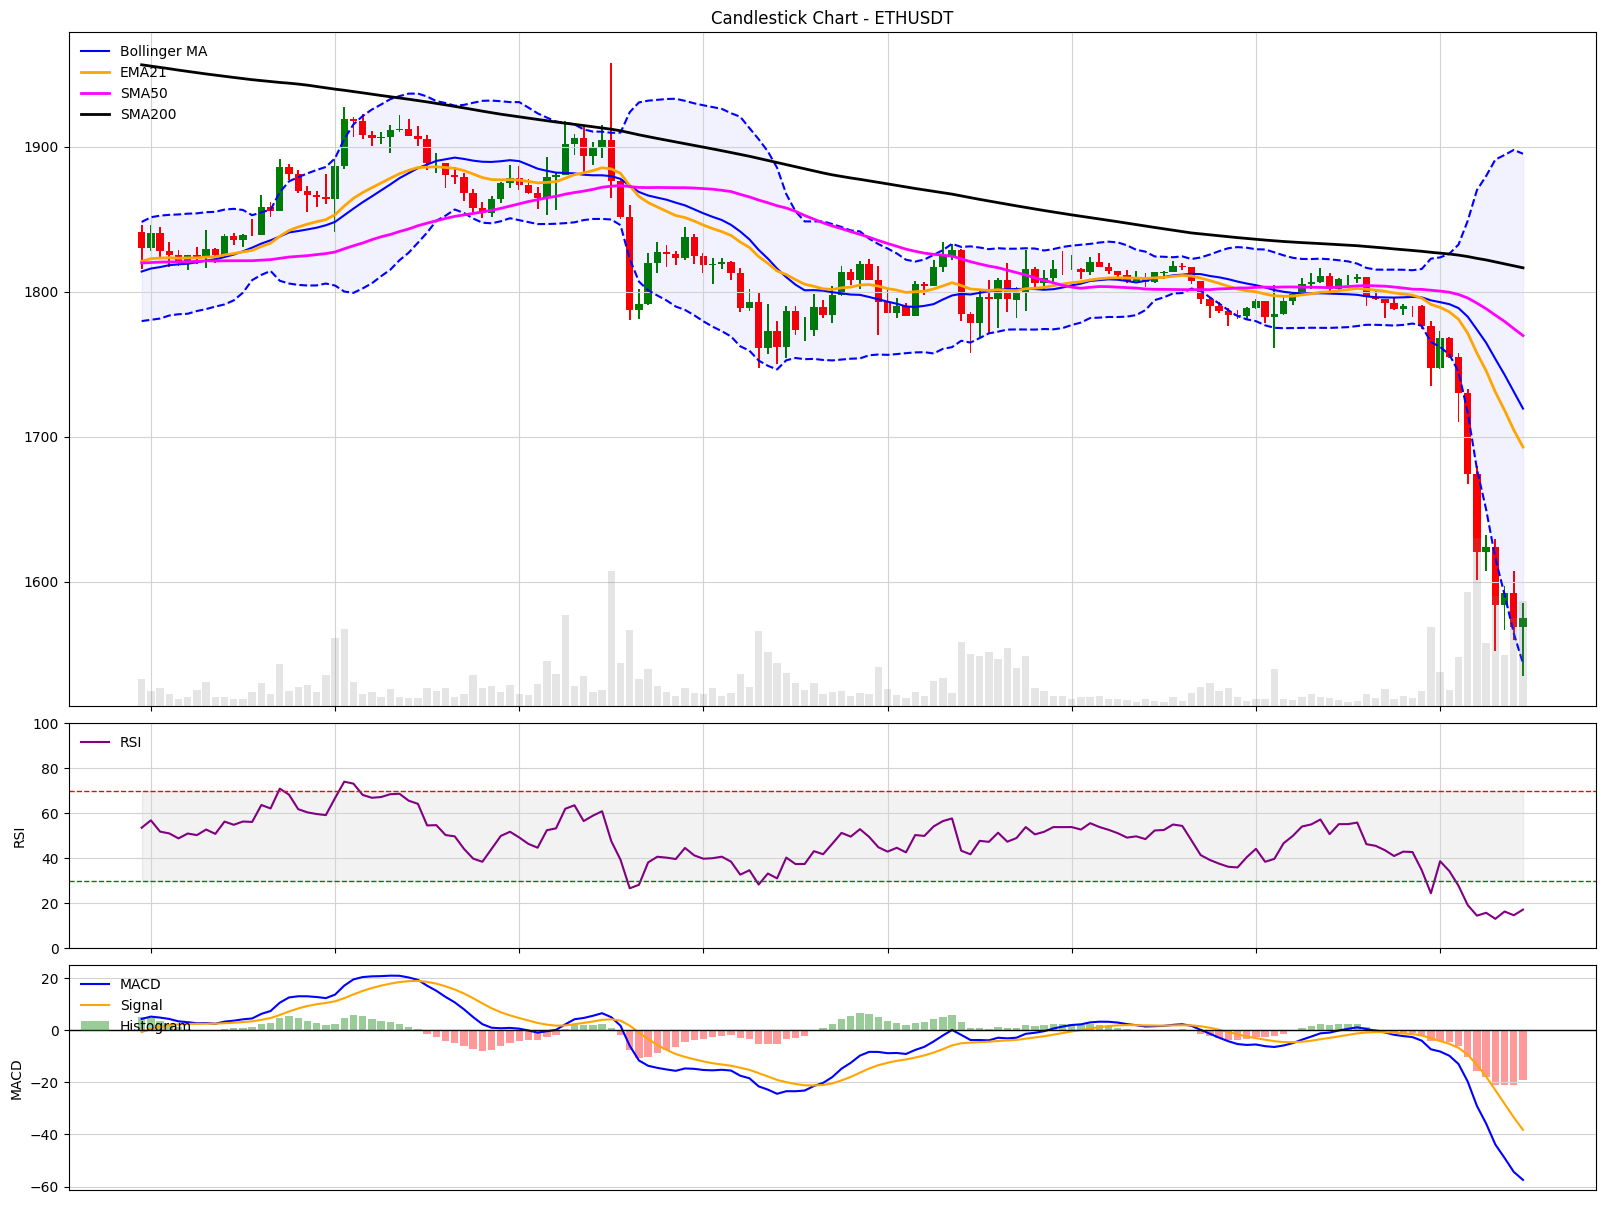 Candlestick Chart - ETHUSDT
Bollinger MA
EMA21
SMA50
SMA200
1900
1800
1700
1600
100
80
60
40
20
0
RSI
RSI
20
0
−20
−40
−60
MACD
MACD
Signal
Histogram